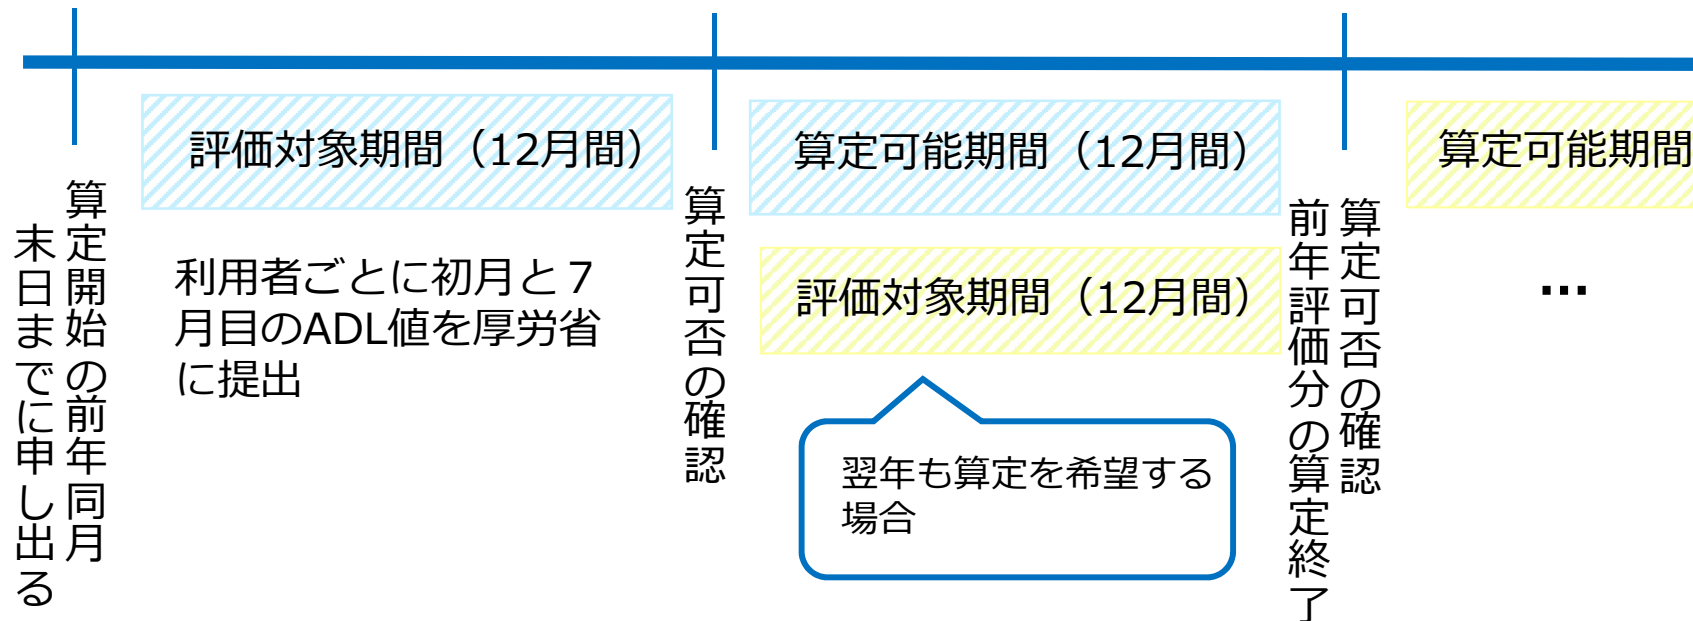 算定開始の前年同月
末日までに申し出る
評価対象期間（12月間）
利用者ごとに初月と７
月目のADL値を厚労省
に提出
算定可否の確認
算定可能期間（12月間）
評価対象期間（12月間）
翌年も算定を希望する
場合
算定可否の確認
前年評価分の算定終了
算定可能期間
…